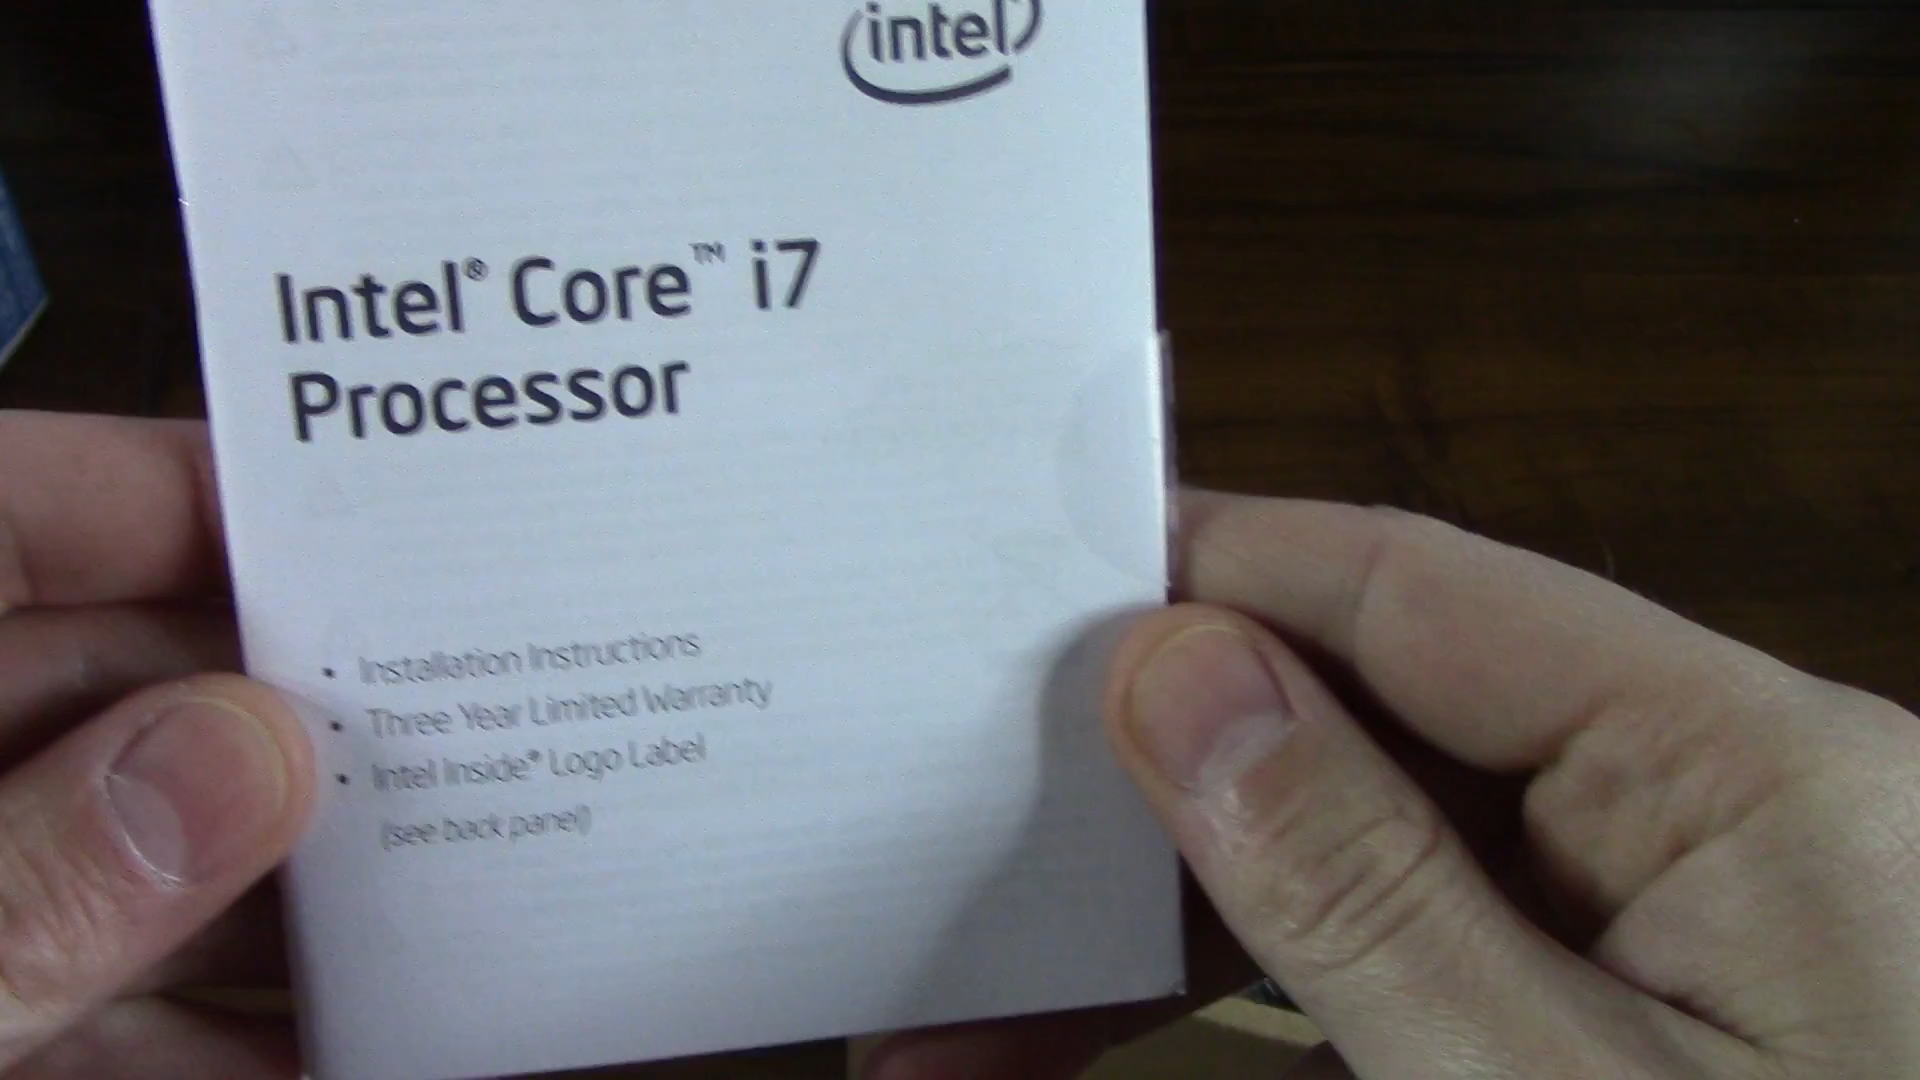 intel
Intel® Core™ i7
Processor
• Installation Instructions
• Three Year Limited Warranty
• Intel Inside® Logo Label
(see back panel)